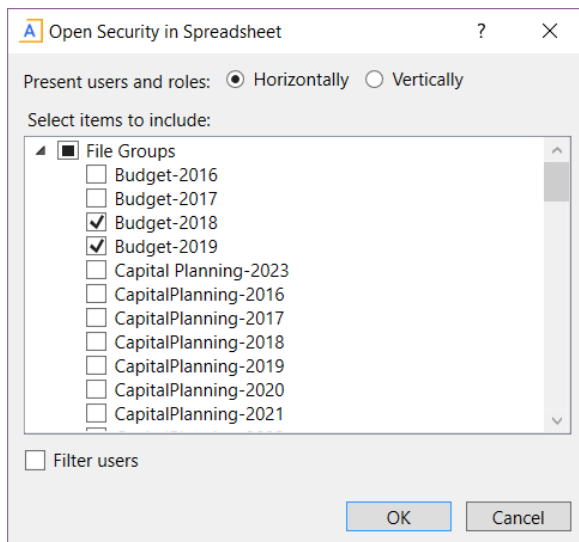 A Open Security in Spreadsheet ?
Present users and roles: Horizontally Vertically
Select items to include:
File Groups
Budget-2016
Budget-2017
Budget-2018
Budget-2019
Capital Planning-2023
CapitalPlanning-2016
CapitalPlanning-2017
CapitalPlanning-2018
CapitalPlanning-2019
CapitalPlanning-2020
CapitalPlanning-2021
Filter users
OK Cancel